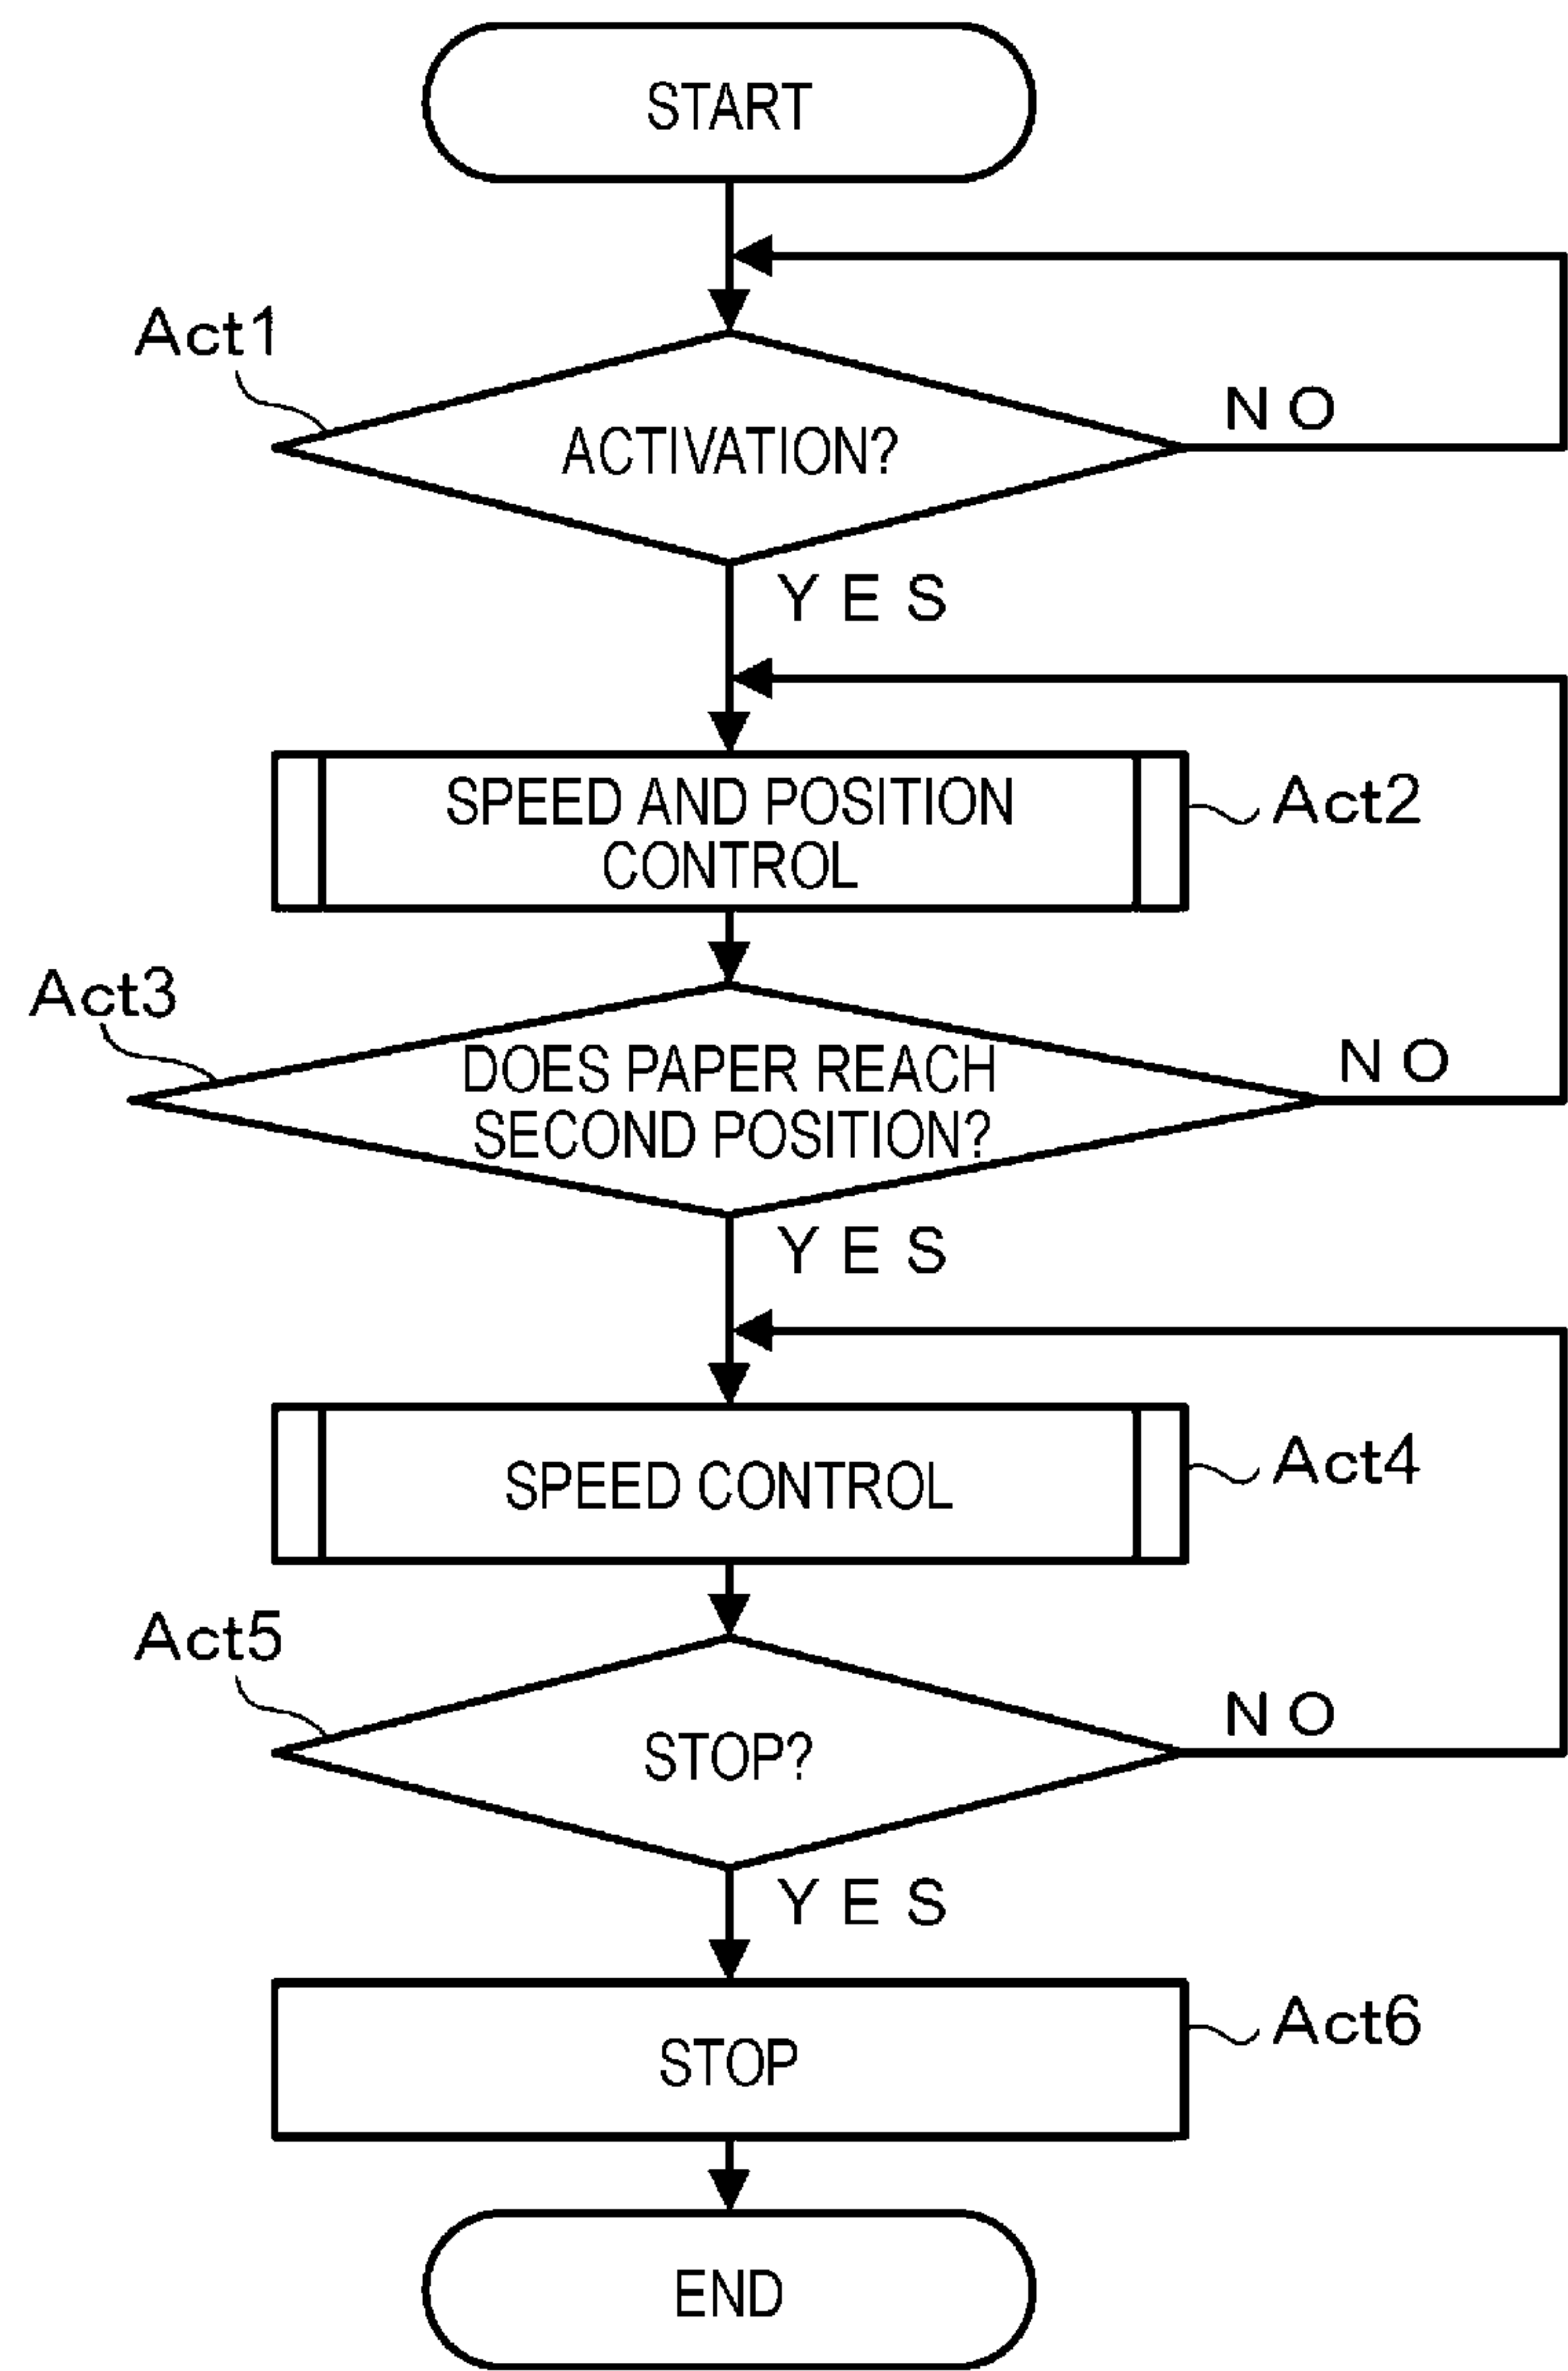 START
Act1
ACTIVATION?
NO
YES
SPEED AND POSITION
CONTROL
Act2
Act3
DOES PAPER REACH
SECOND POSITION?
NO
YES
SPEED CONTROL
Act4
Act5
STOP?
NO
YES
STOP
Act6
END